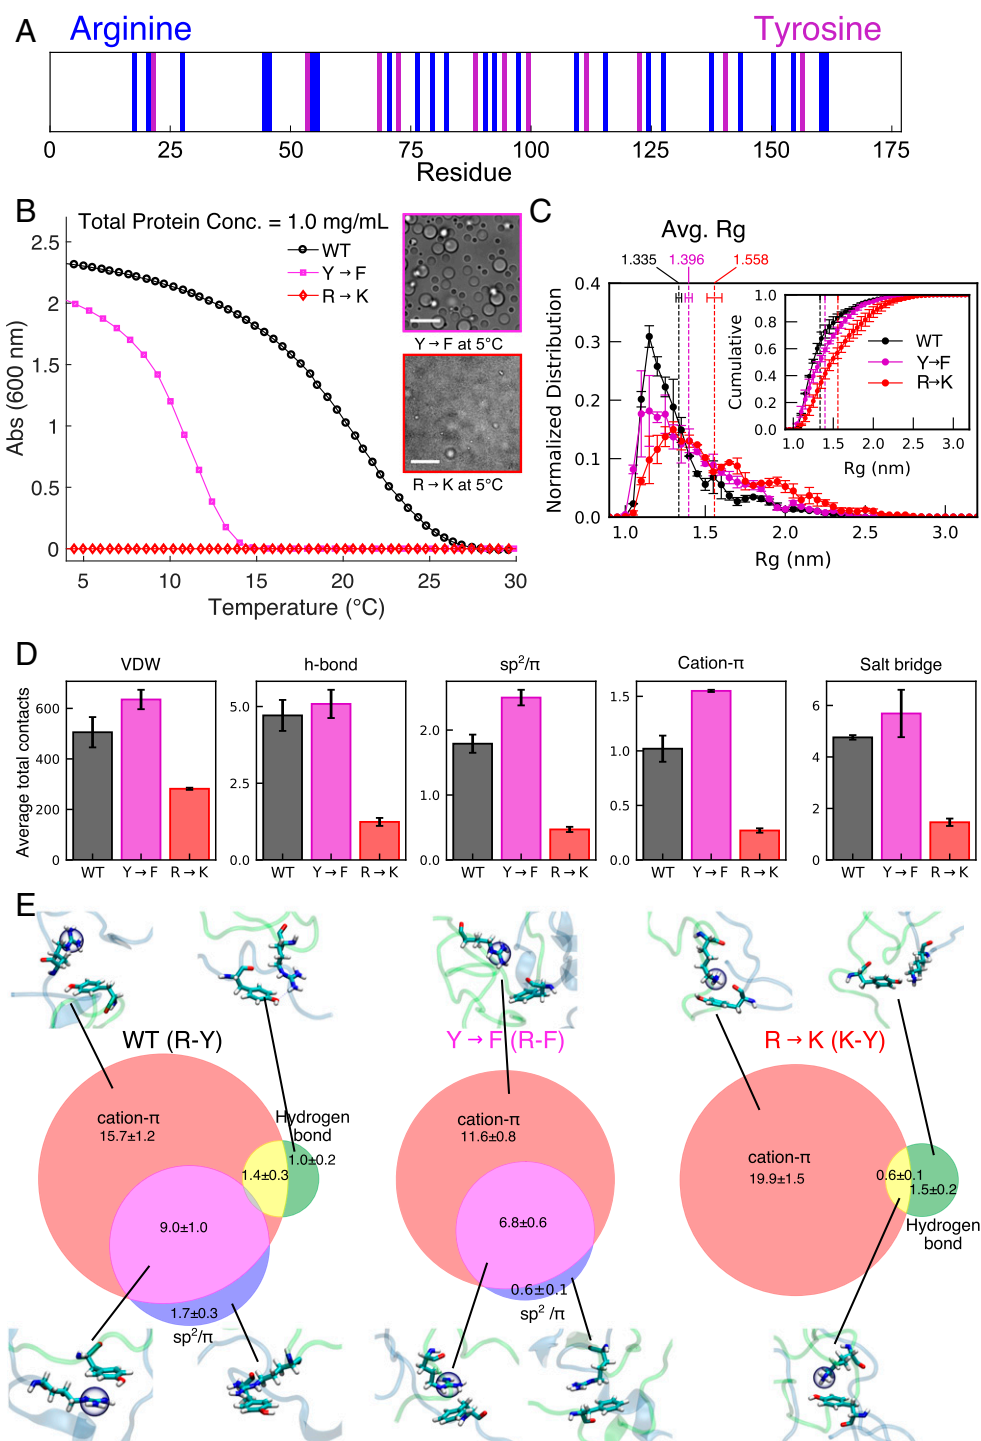 A
Arginine
Tyrosine
0 25 50 75 100 125 150 175
Residue
B
Total Protein Conc. = 1.0 mg/mL
WT
Y → F
R → K
2.5
2
1.5
1
0.5
0
Abs (600 nm)
5 10 15 20 25 30
Temperature (°C)
Y → F at 5°C
R → K at 5°C
C
Avg. Rg
1.335 1.396 1.558
0.4
0.3
0.2
0.1
0.0
Normalized Distribution
1.0 1.5 2.0 2.5 3.0
Rg (nm)
1.0
0.8
0.6
0.4
0.2
0.0
Cumulative
WT
Y→F
R→K
1.0 1.5 2.0 2.5 3.0
Rg (nm)
D
Average total contacts
VDW
600
400
200
0
WT Y → F R → K
h-bond
5.0
2.5
0.0
WT Y → F R → K
sp²/π
2.0
1.0
0.0
WT Y → F R → K
Cation-π
1.5
1.0
0.5
0.0
WT Y → F R → K
Salt bridge
6
4
2
0
WT Y → F R → K
E
WT (R-Y)
cation-π
15.7±1.2
Hydrogen
bond
1.0±0.2
1.4±0.3
9.0±1.0
1.7±0.3
sp²/π
Y → F (R-F)
cation-π
11.6±0.8
6.8±0.6
0.6±0.1
sp² /π
R → K (K-Y)
cation-π
19.9±1.5
0.6±0.1
1.5±0.2
Hydrogen
bond